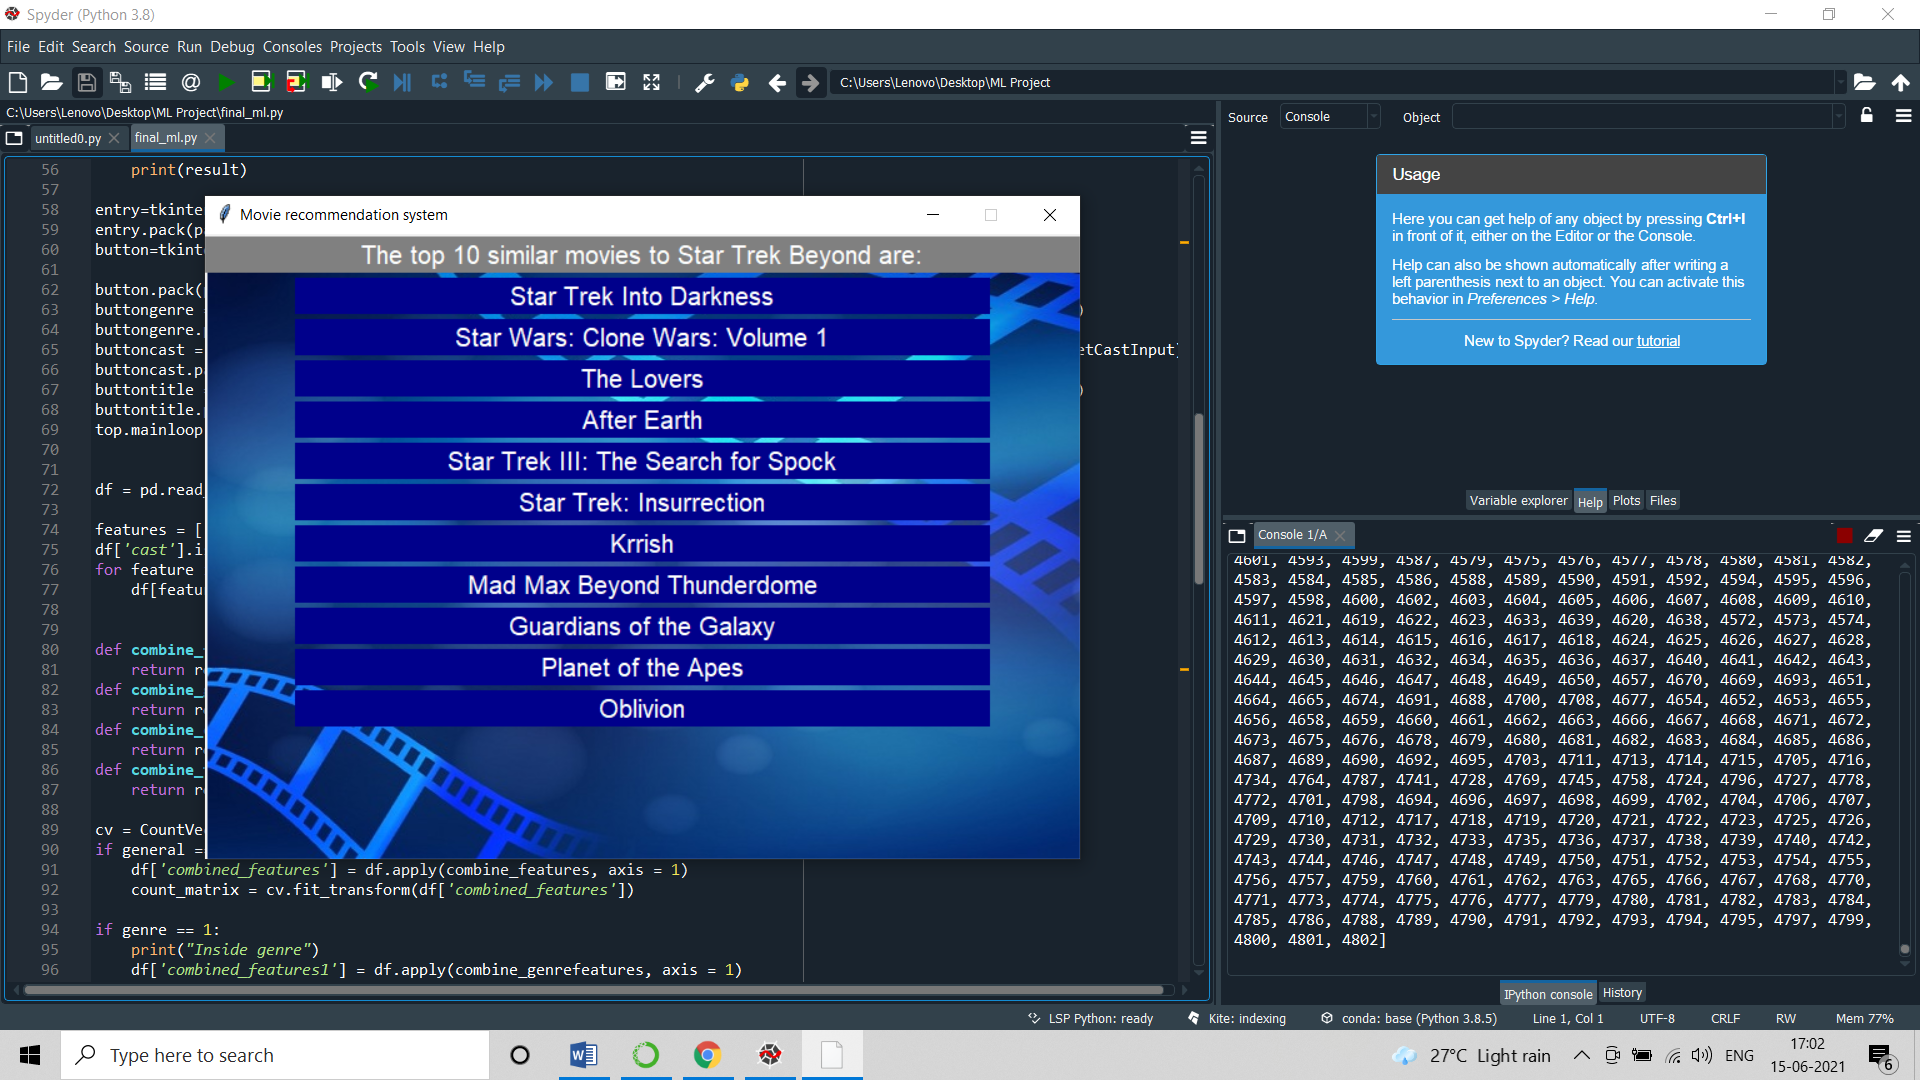 Spyder (Python 3.8)
File Edit Search Source Run Debug Consoles Projects Tools View Help
C:\Users\Lenovo\Desktop\ML Project
C:\Users\Lenovo\Desktop\ML Project\final_ml.py
untitled0.py
final_ml.py
56 print(result)
57
58 entry=tkinte
59 entry.pack(p
60 button=tkint
61
62 button.pack(
63 buttongenre
64 buttongenre.
65 buttoncast = etCastInput)
66 buttoncast.pa
67 buttontitle
68 buttontitle.
69 top.mainloop
70
71
72 df = pd.read_
73
74 features = [
75 df['cast'].i
76 for feature
77 df[featu
78
79
80 def combine_
81 return r
82 def combine_
83 return r
84 def combine_
85 return r
86 def combine_
87 return r
88
89 cv = CountVe
90 if general =
91 df['combined_features'] = df.apply(combine_features, axis = 1)
92 count_matrix = cv.fit_transform(df['combined_features'])
93
94 if genre == 1:
95 print("Inside genre")
96 df['combined_features1'] = df.apply(combine_genrefeatures, axis = 1)
Movie recommendation system
The top 10 similar movies to Star Trek Beyond are:
Star Trek Into Darkness
Star Wars: Clone Wars: Volume 1
The Lovers
After Earth
Star Trek III: The Search for Spock
Star Trek: Insurrection
Krrish
Mad Max Beyond Thunderdome
Guardians of the Galaxy
Planet of the Apes
Oblivion
Source Console Object
Usage
Here you can get help of any object by pressing Ctrl+I
in front of it, either on the Editor or the Console.
Help can also be shown automatically after writing a
left parenthesis next to an object. You can activate this
behavior in Preferences > Help.
New to Spyder? Read our tutorial
Variable explorer Help Plots Files
Console 1/A
4601, 4593, 4599, 4587, 4579, 4575, 4576, 4577, 4578, 4580, 4581, 4582,
4583, 4584, 4585, 4586, 4588, 4589, 4590, 4591, 4592, 4594, 4595, 4596,
4597, 4598, 4600, 4602, 4603, 4604, 4605, 4606, 4607, 4608, 4609, 4610,
4611, 4621, 4619, 4622, 4623, 4633, 4639, 4620, 4638, 4572, 4573, 4574,
4612, 4613, 4614, 4615, 4616, 4617, 4618, 4624, 4625, 4626, 4627, 4628,
4629, 4630, 4631, 4632, 4634, 4635, 4636, 4637, 4640, 4641, 4642, 4643,
4644, 4645, 4646, 4647, 4648, 4649, 4650, 4657, 4670, 4669, 4693, 4651,
4664, 4665, 4674, 4691, 4688, 4700, 4708, 4677, 4654, 4652, 4653, 4655,
4656, 4658, 4659, 4660, 4661, 4662, 4663, 4666, 4667, 4668, 4671, 4672,
4673, 4675, 4676, 4678, 4679, 4680, 4681, 4682, 4683, 4684, 4685, 4686,
4687, 4689, 4690, 4692, 4695, 4703, 4711, 4713, 4714, 4715, 4705, 4716,
4734, 4764, 4787, 4741, 4728, 4769, 4745, 4758, 4724, 4796, 4727, 4778,
4772, 4701, 4798, 4694, 4696, 4697, 4698, 4699, 4702, 4704, 4706, 4707,
4709, 4710, 4712, 4717, 4718, 4719, 4720, 4721, 4722, 4723, 4725, 4726,
4729, 4730, 4731, 4732, 4733, 4735, 4736, 4737, 4738, 4739, 4740, 4742,
4743, 4744, 4746, 4747, 4748, 4749, 4750, 4751, 4752, 4753, 4754, 4755,
4756, 4757, 4759, 4760, 4761, 4762, 4763, 4765, 4766, 4767, 4768, 4770,
4771, 4773, 4774, 4775, 4776, 4777, 4779, 4780, 4781, 4782, 4783, 4784,
4785, 4786, 4788, 4789, 4790, 4791, 4792, 4793, 4794, 4795, 4797, 4799,
4800, 4801, 4802]
IPython console History
LSP Python: ready Kite: indexing conda: base (Python 3.8.5) Line 1, Col 1 UTF-8 CRLF RW Mem 77%
Type here to search
27°C Light rain ENG
17:02
15-06-2021
6